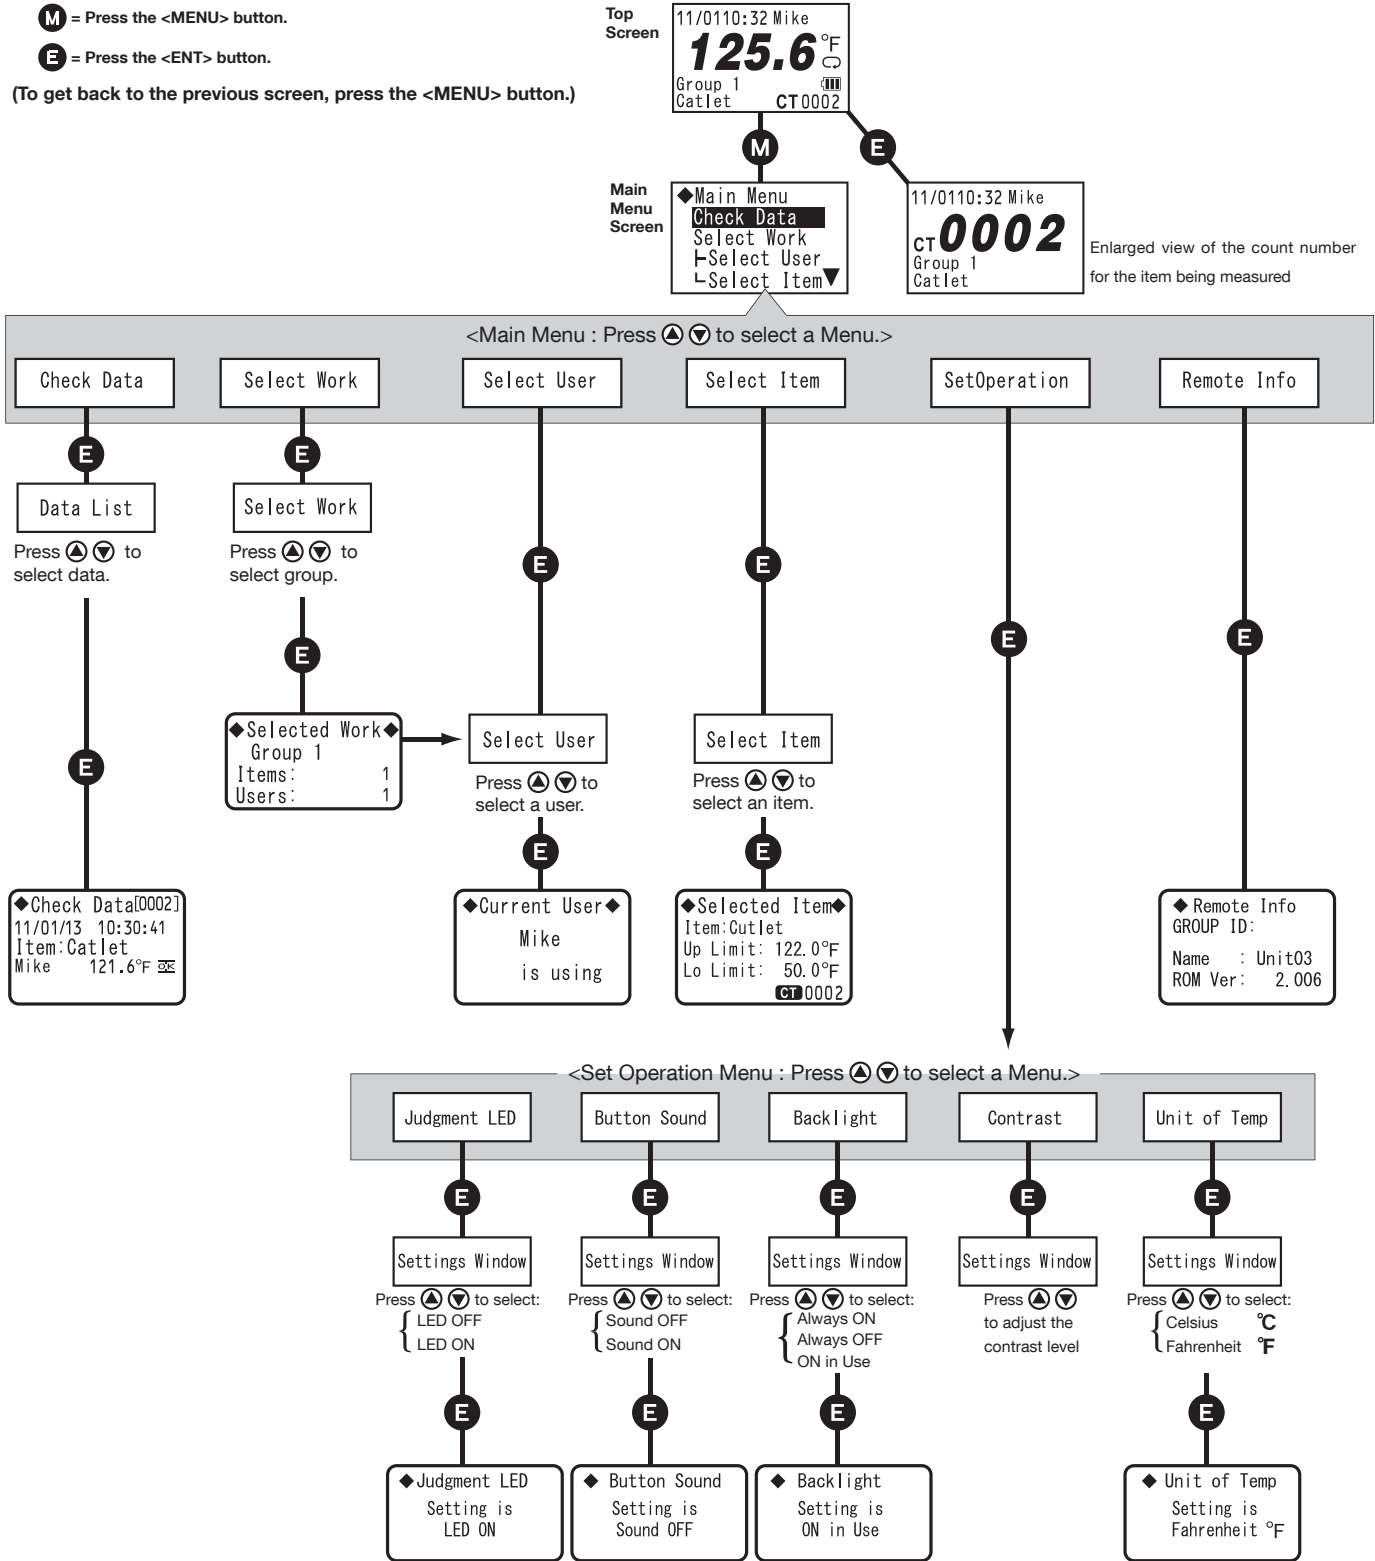 M = Press the <MENU> button.
E = Press the <ENT> button.
(To get back to the previous screen, press the <MENU> button.)
Top
Screen
11/0110:32 Mike
125.6 °F
Group 1
Catlet CT0002
M
E
Main
Menu
Screen
◆Main Menu
Check Data
Select Work
├Select User
└Select Item▼
11/0110:32 Mike
CT0002
Group 1
Catlet
Enlarged view of the count number
for the item being measured
<Main Menu : Press ▲ ▼ to select a Menu.>
Check Data
Select Work
Select User
Select Item
SetOperation
Remote Info
E
E
E
E
E
E
Data List
Press ▲ ▼ to
select data.
E
◆Check Data[0002]
11/01/13 10:30:41
Item:Catlet
Mike 121.6°F OK
Select Work
Press ▲ ▼ to
select group.
E
◆Selected Work◆
Group 1
Items: 1
Users: 1
Select User
Press ▲ ▼ to
select a user.
E
◆Current User◆
Mike
is using
Select Item
Press ▲ ▼ to
select an item.
E
◆Selected Item◆
Item:Cutlet
Up Limit: 122.0°F
Lo Limit: 50.0°F
CT 0002
◆ Remote Info
GROUP ID:
Name : Unit03
ROM Ver: 2.006
<Set Operation Menu : Press ▲ ▼ to select a Menu.>
Judgment LED
Button Sound
Backlight
Contrast
Unit of Temp
E
E
E
E
E
Settings Window
Press ▲ ▼ to select:
LED OFF
LED ON
E
◆Judgment LED
Setting is
LED ON
Settings Window
Press ▲ ▼ to select:
Sound OFF
Sound ON
E
◆ Button Sound
Setting is
Sound OFF
Settings Window
Press ▲ ▼ to select:
Always ON
Always OFF
ON in Use
E
◆ Backlight
Setting is
ON in Use
Settings Window
Press ▲ ▼
to adjust the
contrast level
Settings Window
Press ▲ ▼ to select:
Celsius °C
Fahrenheit °F
E
◆ Unit of Temp
Setting is
Fahrenheit °F